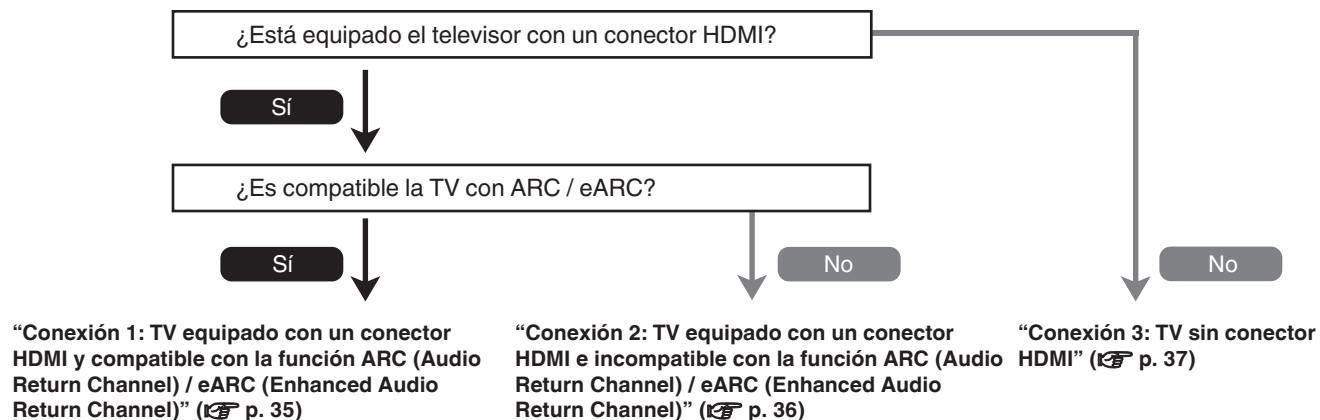 ¿Está equipado el televisor con un conector HDMI?
Sí
¿Es compatible la TV con ARC / eARC?
Sí
No
No
“Conexión 1: TV equipado con un conector
HDMI y compatible con la función ARC (Audio
Return Channel) / eARC (Enhanced Audio
Return Channel)” (☞ p. 35)
“Conexión 2: TV equipado con un conector
HDMI e incompatible con la función ARC (Audio
Return Channel) / eARC (Enhanced Audio
Return Channel)” (☞ p. 36)
“Conexión 3: TV sin conector
HDMI” (☞ p. 37)